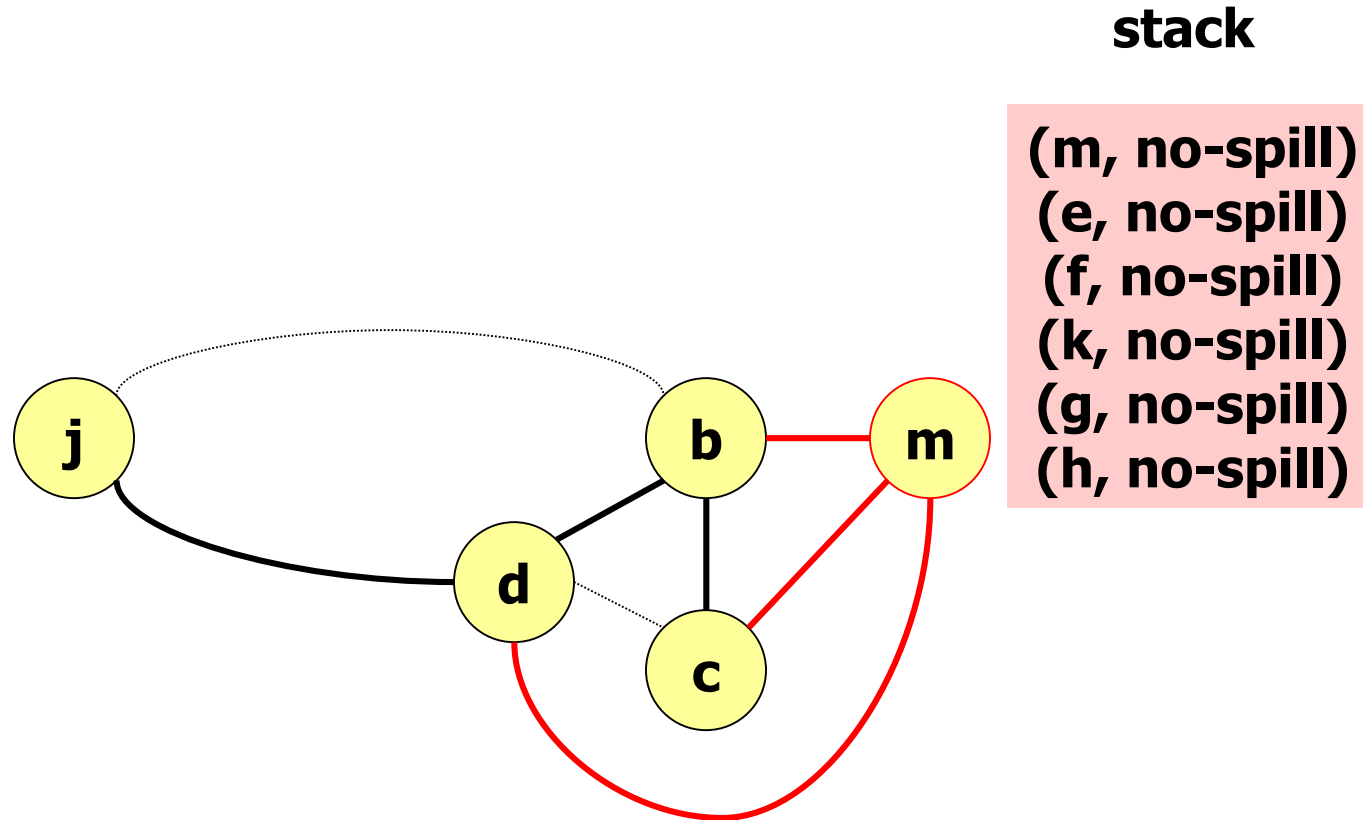 stack
(m, no-spill)
(e, no-spill)
(f, no-spill)
(k, no-spill)
(g, no-spill)
(h, no-spill)
j
b
m
d
c